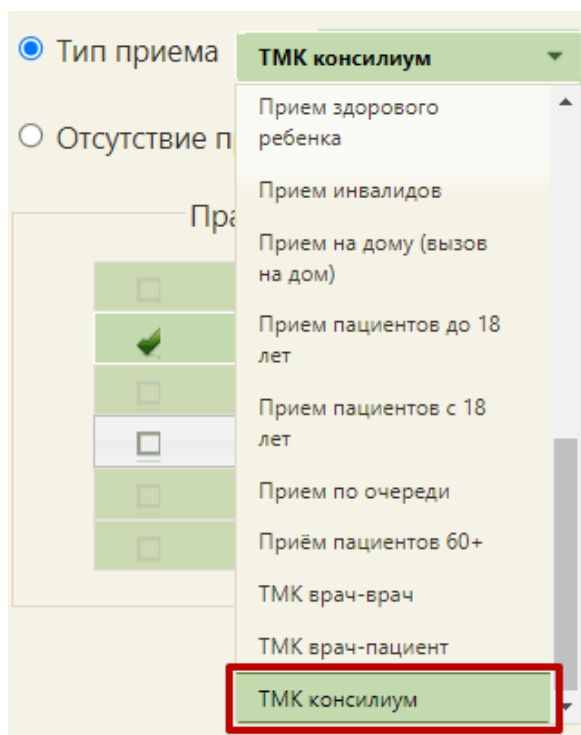 Тип приема
ТМК консилиум
Прием здорового
ребенка
Отсутствие п
Прием инвалидов
Пра
Прием на дому (вызов
на дом)
Прием пациентов до 18
лет
Прием пациентов с 18
лет
Прием по очереди
Приём пациентов 60+
ТМК врач-врач
ТМК врач-пациент
ТМК консилиум